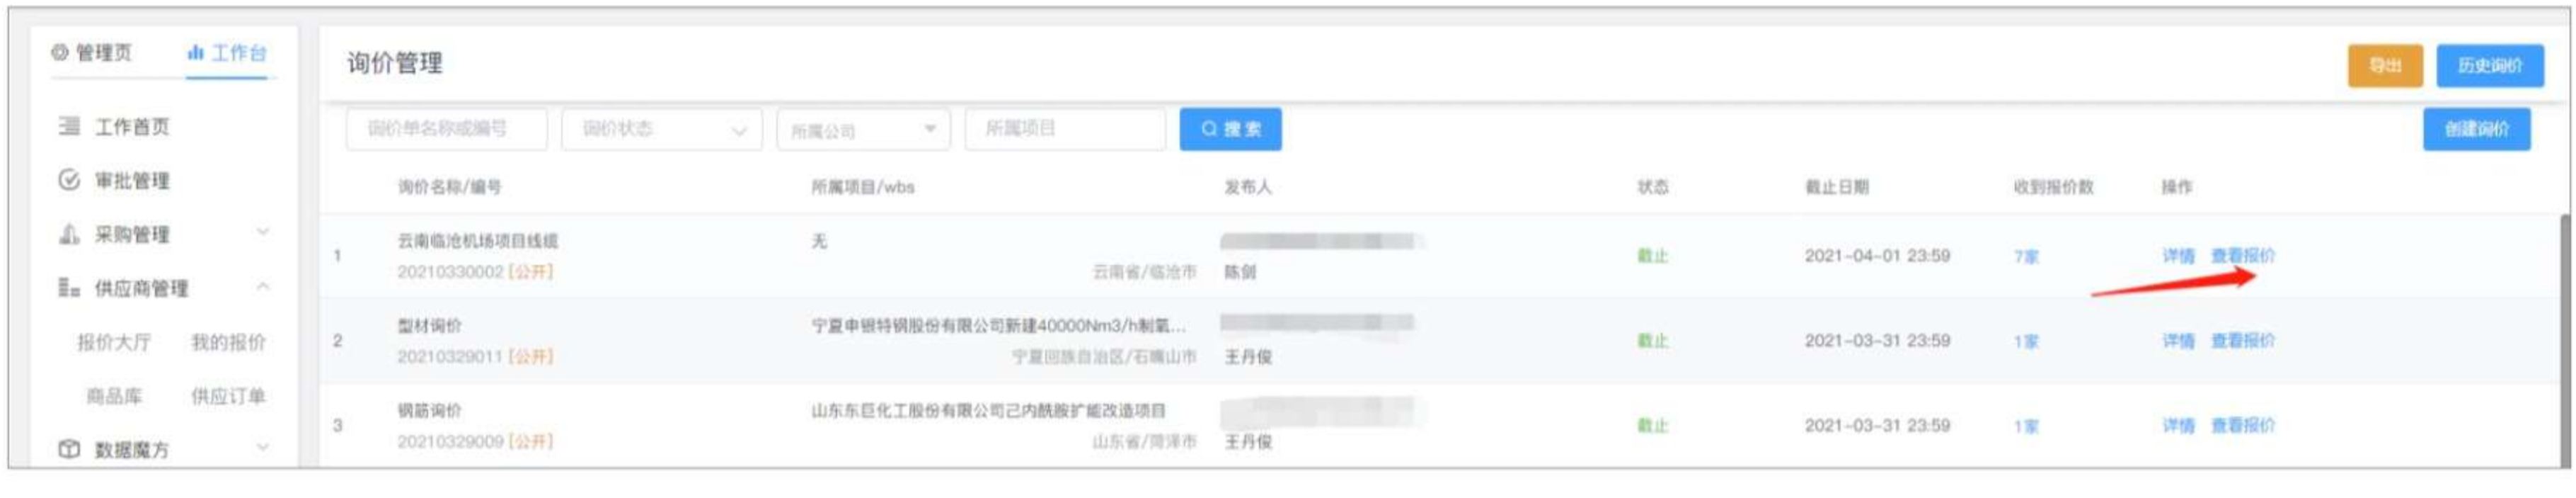 管理页 工作台
询价管理 导出 历史询价
工作首页
询价单名称或编号 询价状态 所属公司 所属项目 搜索 创建询价
审批管理
询价名称/编号 所属项目/wbs 发布人 状态 截止日期 收到报价数 操作
采购管理
1 云南临沧机场项目线缆 无 截止 2021-04-01 23:59 7家 详情 查看报价
20210330002 [公开] 云南省/临沧市 陈剑
供应商管理
2 型材询价 宁夏申银特钢股份有限公司新建40000Nm3/h制氧... 截止 2021-03-31 23:59 1家 详情 查看报价
20210329011 [公开] 宁夏回族自治区/石嘴山市 王丹俊
报价大厅 我的报价
商品库 供应订单
3 钢筋询价 山东东巨化工股份有限公司己内酰胺扩能改造项目 截止 2021-03-31 23:59 1家 详情 查看报价
20210329009 [公开] 山东省/菏泽市 王丹俊
数据魔方